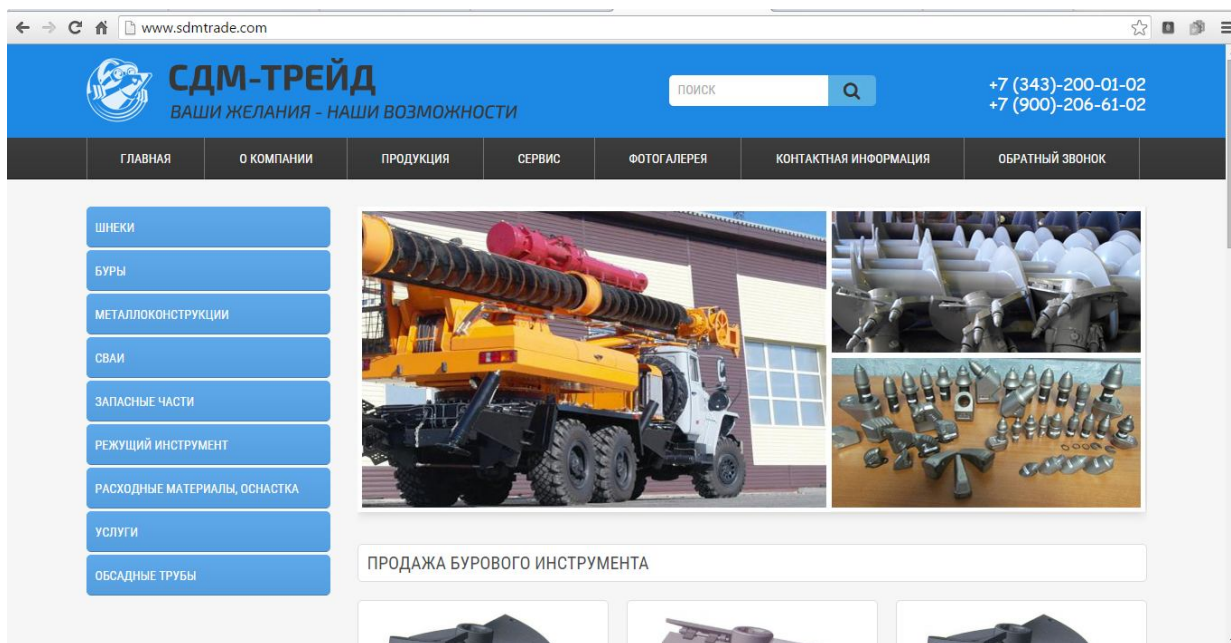 www.sdmtrade.com
СДМ-ТРЕЙД
ВАШИ ЖЕЛАНИЯ - НАШИ ВОЗМОЖНОСТИ
ПОИСК
+7 (343)-200-01-02
+7 (900)-206-61-02
ГЛАВНАЯ О КОМПАНИИ ПРОДУКЦИЯ СЕРВИС ФОТОГАЛЕРЕЯ КОНТАКТНАЯ ИНФОРМАЦИЯ ОБРАТНЫЙ ЗВОНОК
ШНЕКИ
БУРЫ
МЕТАЛЛОКОНСТРУКЦИИ
СВАИ
ЗАПАСНЫЕ ЧАСТИ
РЕЖУЩИЙ ИНСТРУМЕНТ
РАСХОДНЫЕ МАТЕРИАЛЫ, ОСНАСТКА
УСЛУГИ
ОБСАДНЫЕ ТРУБЫ
ПРОДАЖА БУРОВОГО ИНСТРУМЕНТА